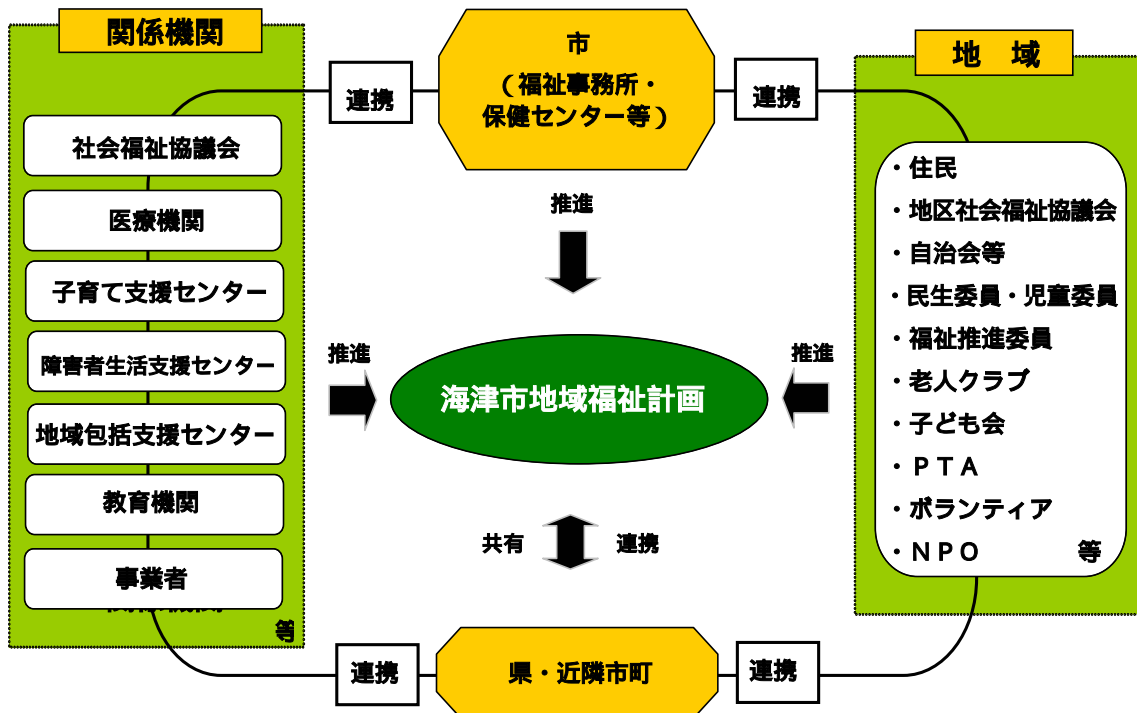 関係機関
社会福祉協議会
医療機関
子育て支援センター
障害者生活支援センター
地域包括支援センター
教育機関
事業者
等
連携
市
（福祉事務所・
保健センター等）
連携
推進
推進
海津市地域福祉計画
推進
共有
連携
連携
県・近隣市町
連携
地　域
・住民
・地区社会福祉協議会
・自治会等
・民生委員・児童委員
・福祉推進委員
・老人クラブ
・子ども会
・ＰＴＡ
・ボランティア
・ＮＰＯ　　　　等